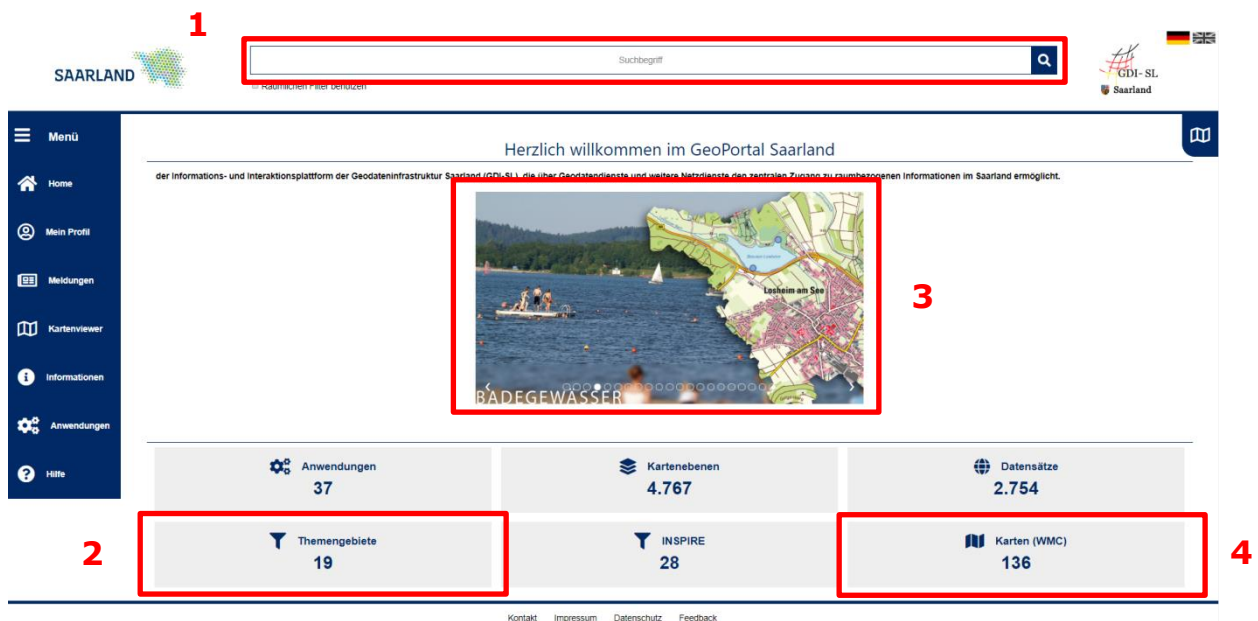 1
SAARLAND
Suchbegriff
Räumlichen Filter benutzen
GDI-SL
Saarland
Menü
Home
Mein Profil
Meldungen
Kartenviewer
Informationen
Anwendungen
Hilfe
Herzlich willkommen im GeoPortal Saarland
der Informations- und Interaktionsplattform der Geodateninfrastruktur Saarland (GDI-SL), die über Geodatendienste und weitere Netzdienste den zentralen Zugang zu raumbezogenen Informationen im Saarland ermöglicht.
Losheim am See
BADEGEWÄSSER
3
Anwendungen
37
Kartenebenen
4.767
Datensätze
2.754
2
Themengebiete
19
INSPIRE
28
Karten (WMC)
136
4
Kontakt Impressum Datenschutz Feedback